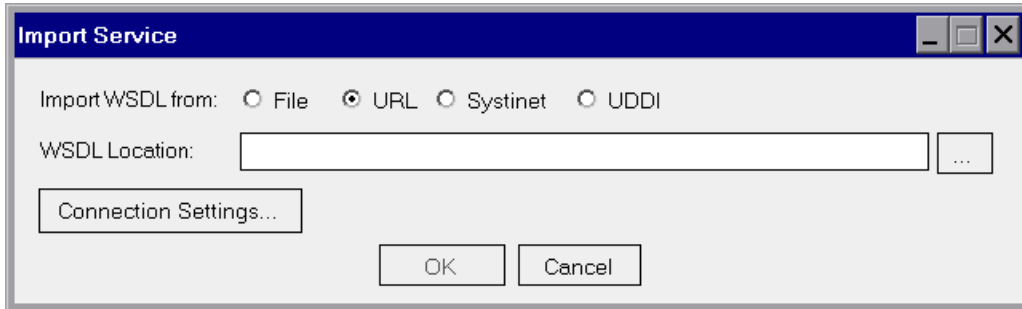 Import Service
Import WSDL from: File URL Systinet UDDI
WSDL Location: ...
Connection Settings...
OK Cancel